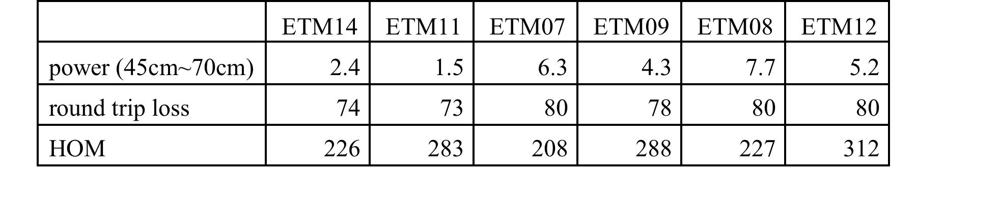 ETM14 ETM11 ETM07 ETM09 ETM08 ETM12
power (45cm~70cm) 2.4 1.5 6.3 4.3 7.7 5.2
round trip loss 74 73 80 78 80 80
HOM 226 283 208 288 227 312